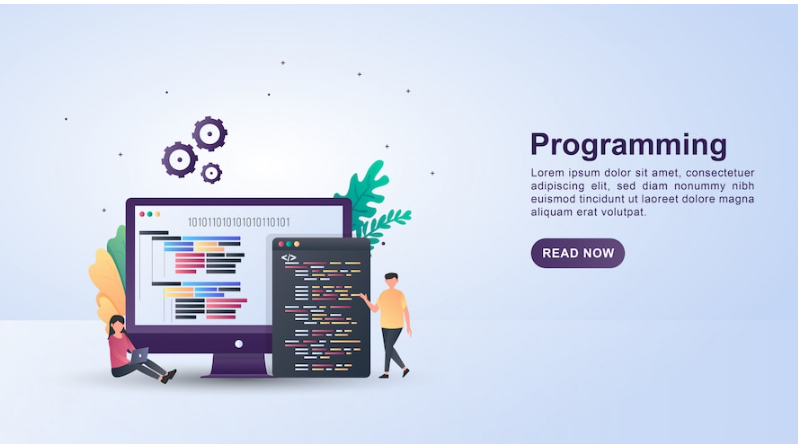 1010110101010101010101
</>
Programming
Lorem ipsum dolor sit amet, consectetuer
adipiscing elit, sed diam nonummy nibh
euismod tincidunt ut laoreet dolore magna
aliquam erat volutpat.
READ NOW